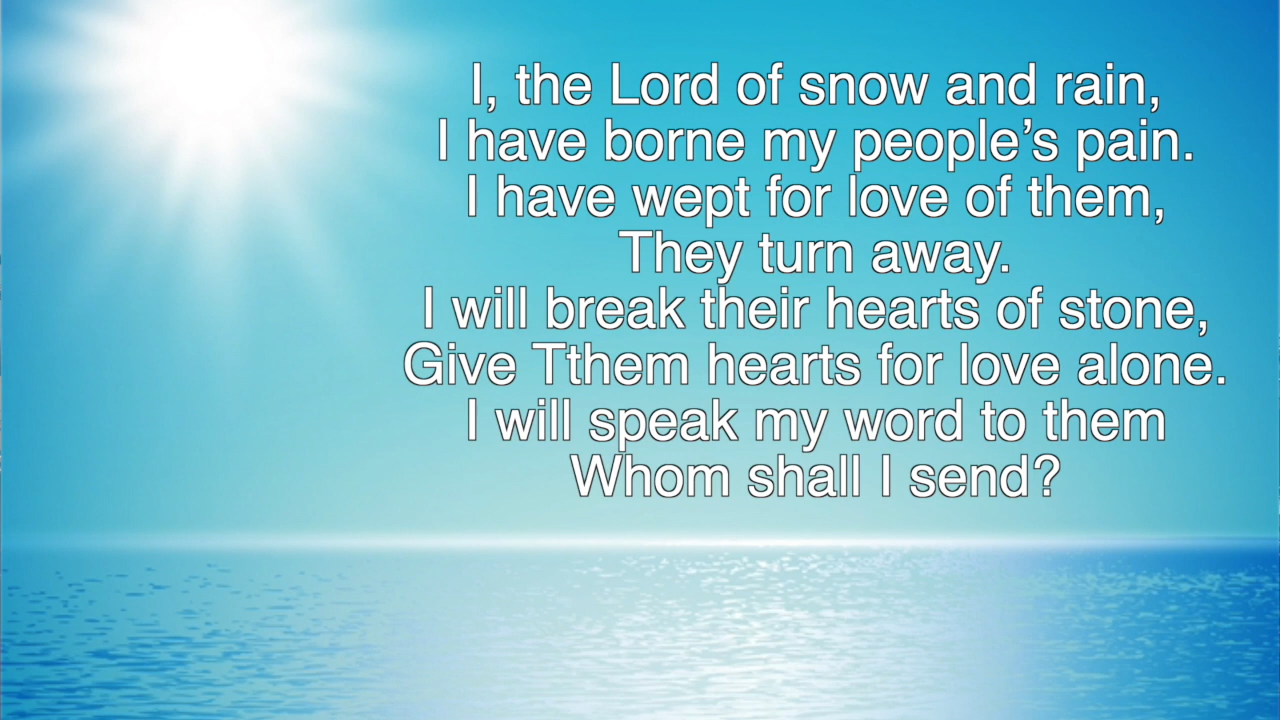 I, the Lord of snow and rain,
I have borne my people’s pain.
I have wept for love of them,
They turn away.
I will break their hearts of stone,
Give Tthem hearts for love alone.
I will speak my word to them
Whom shall I send?